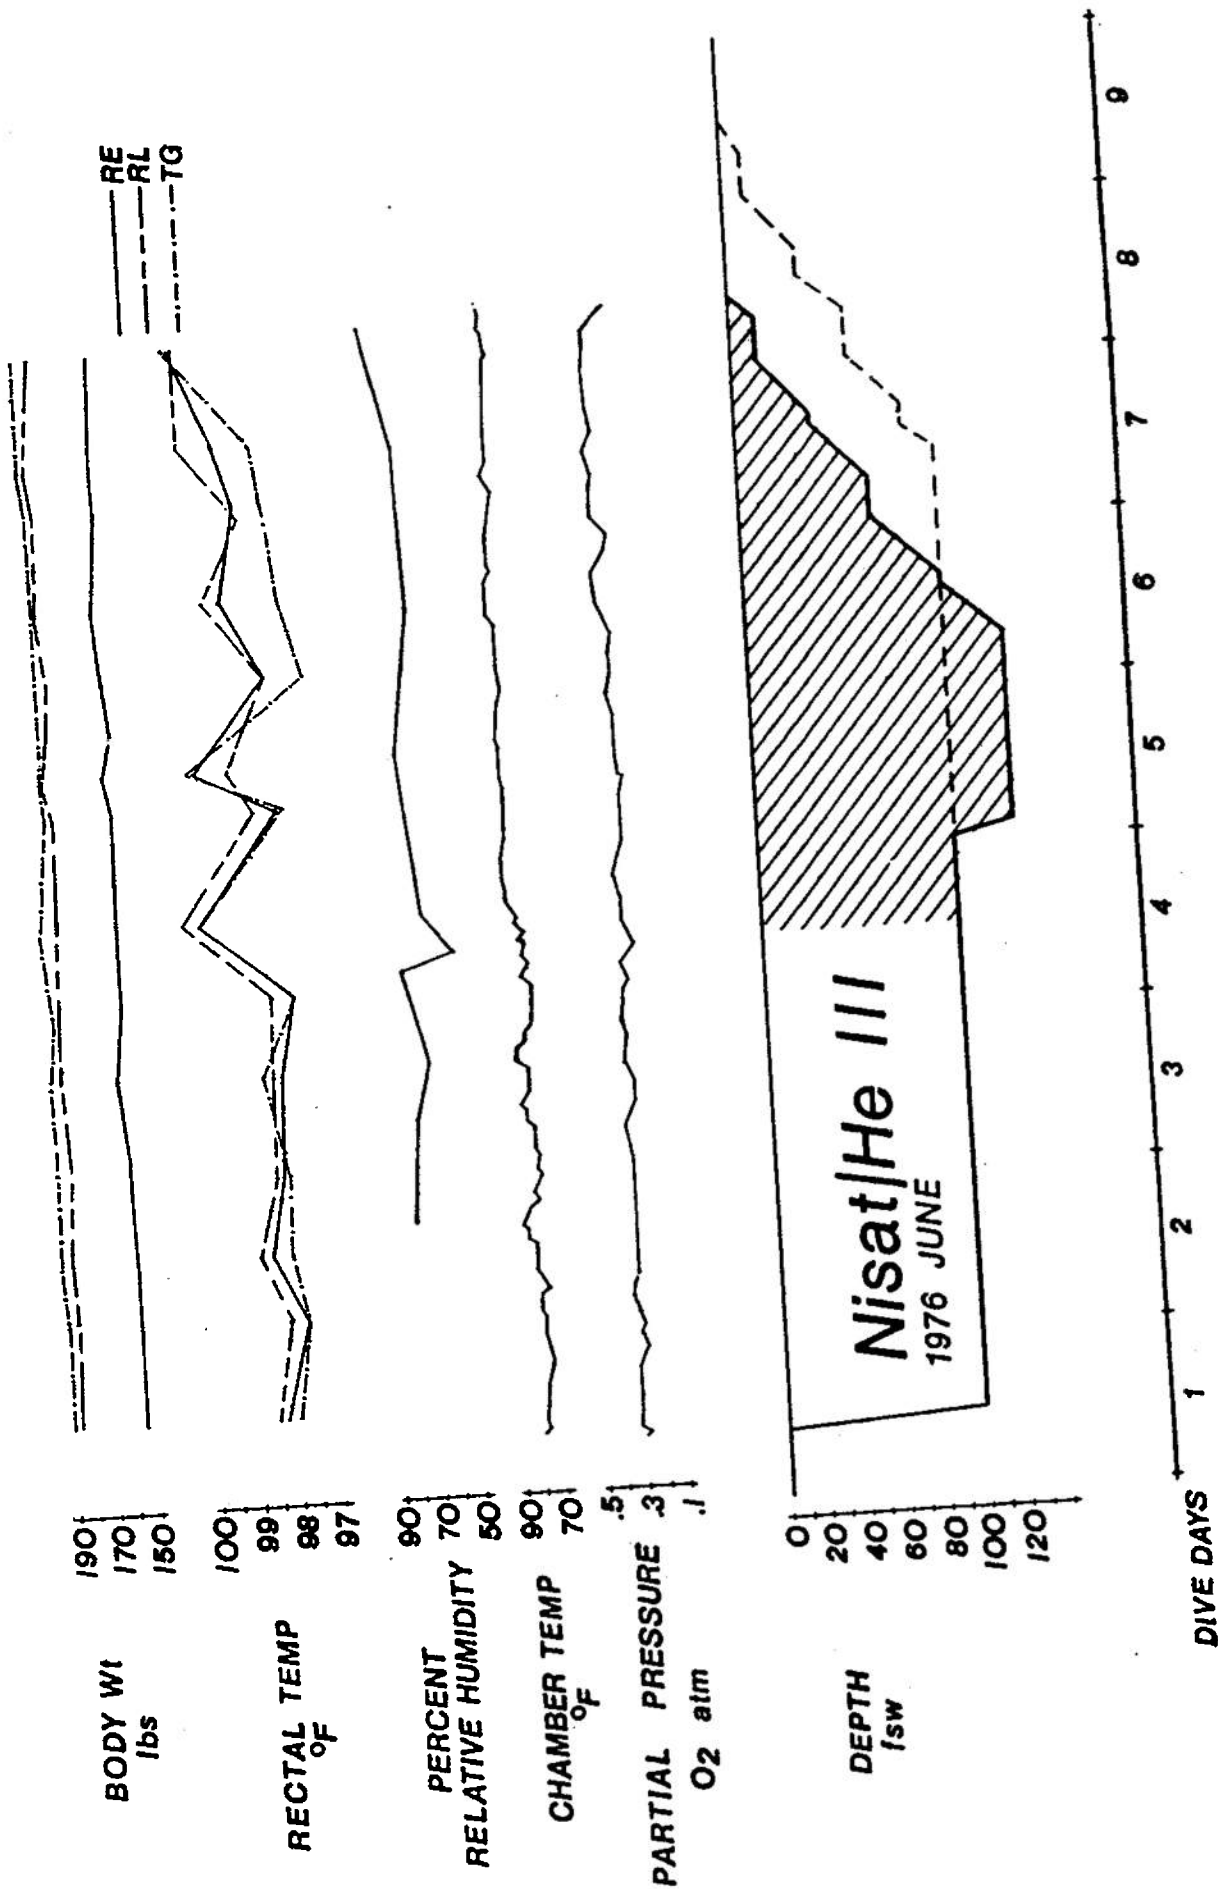 RE
RL
TG
190
170
150
BODY Wt
lbs
100
99
98
97
RECTAL TEMP
°F
90
70
50
PERCENT
RELATIVE HUMIDITY
90
70
CHAMBER TEMP
°F
.5
.3
.1
PARTIAL PRESSURE
O2 atm
0
20
40
60
80
100
120
DEPTH
fsw
Nisat|He III
1976 JUNE
1 2 3 4 5 6 7 8 9
DIVE DAYS